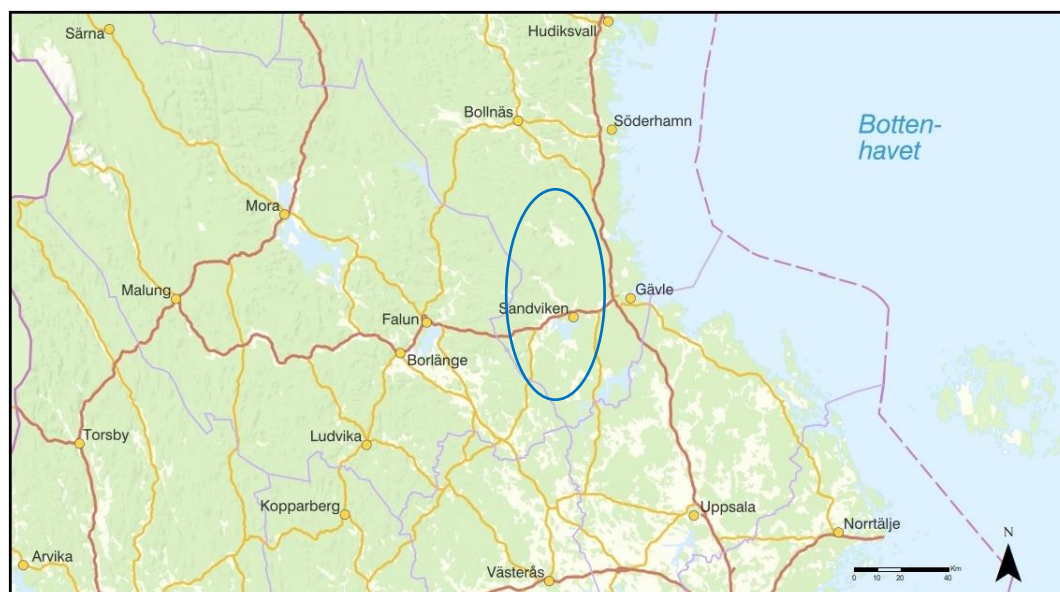 Särna
Hudiksvall
Bollnäs
Söderhamn
Botten-
havet
Mora
Malung
Gävle
Sandviken
Falun
Borlänge
Torsby
Ludvika
Kopparberg
Uppsala
Norrtälje
N
Arvika
Västerås
Km
0 10 20 40